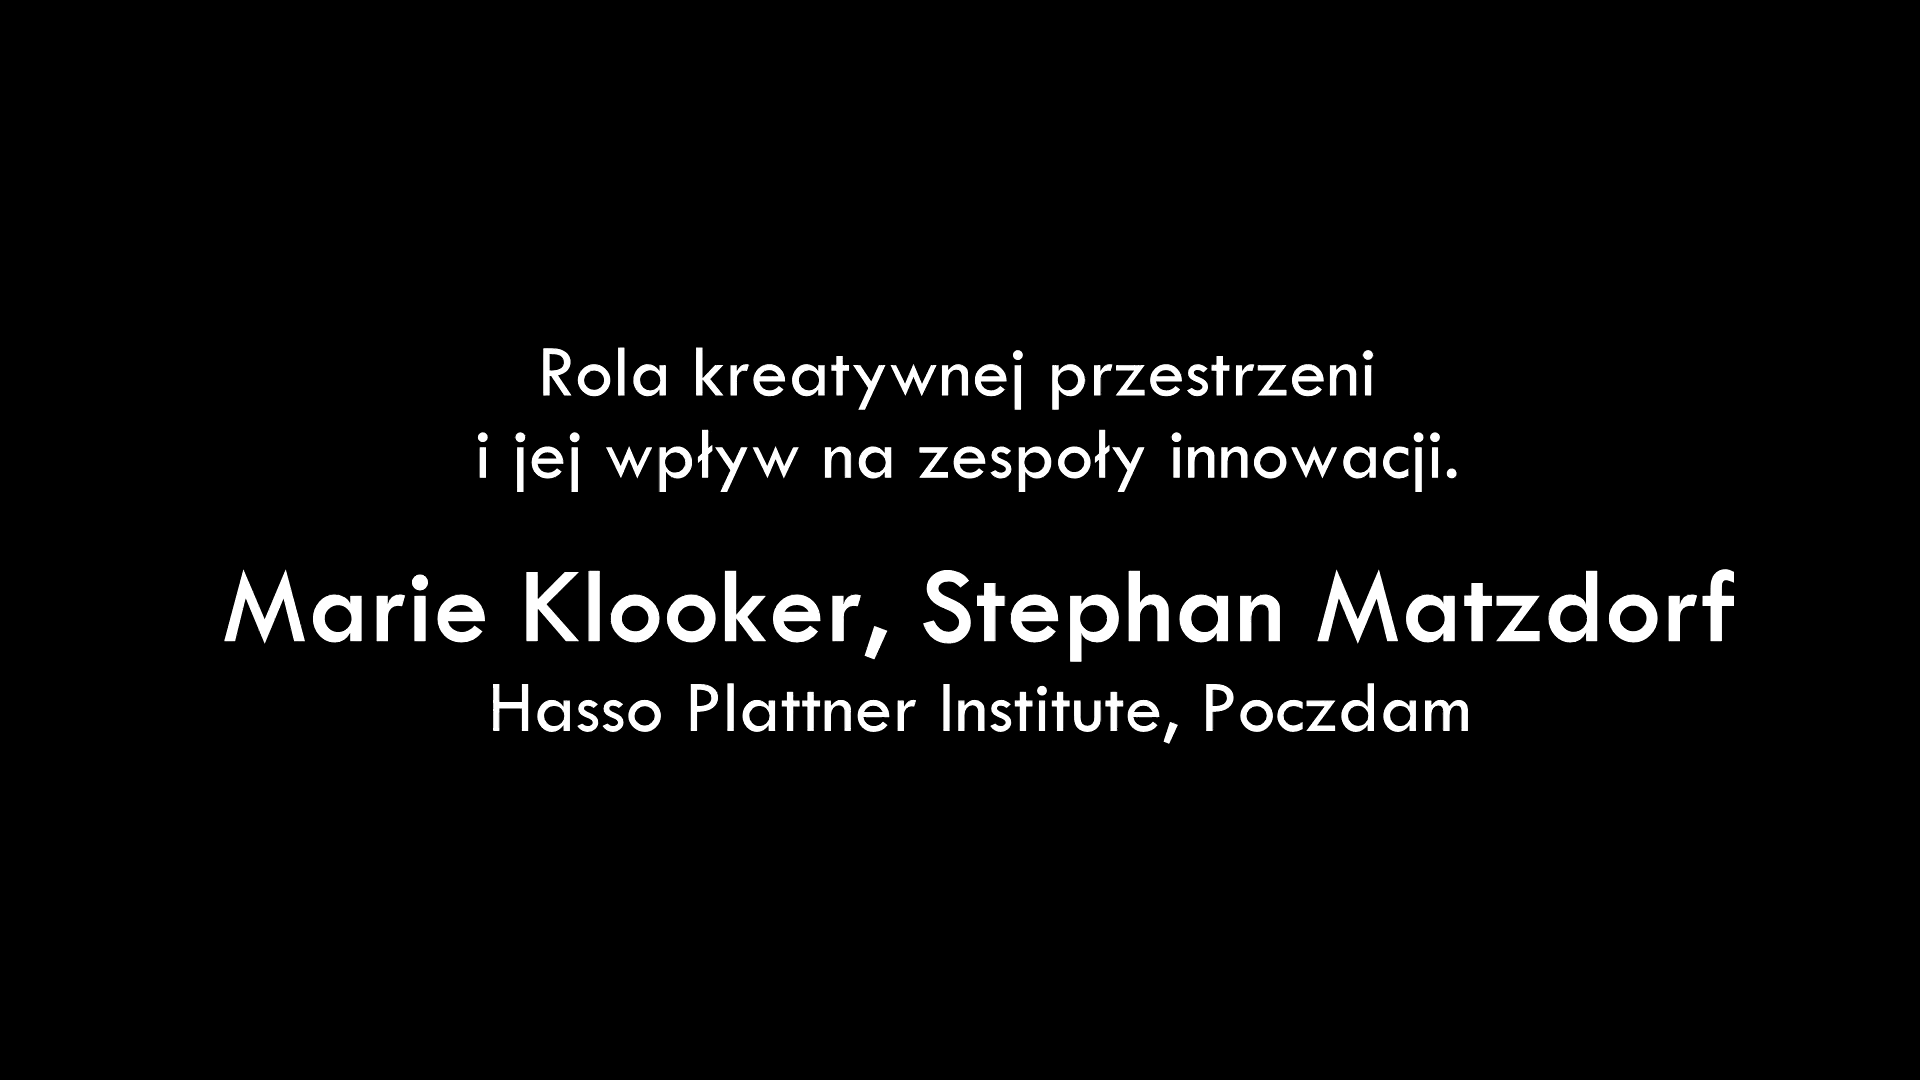 Rola kreatywnej przestrzeni
i jej wpływ na zespoły innowacji.
Marie Klooker, Stephan Matzdorf
Hasso Plattner Institute, Poczdam